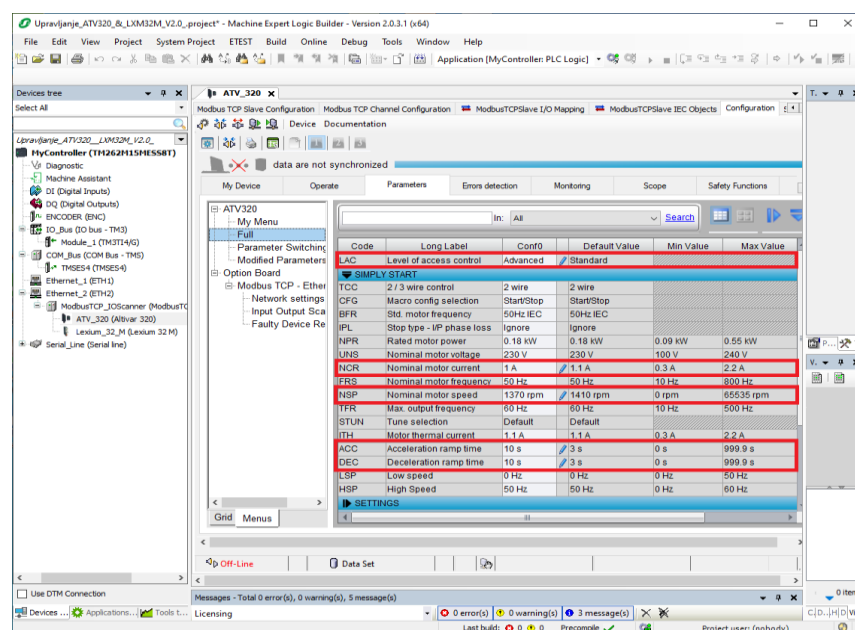 Upravljanje_ATV320_&_LXM32M_V2.0_.project* - Machine Expert Logic Builder - Version 2.0.3.1 (x64)
File Edit View Project System Project ETEST Build Online Debug Tools Window Help
Application [MyController: PLC Logic]
Devices tree
ATV_320
T.
Select All
Modbus TCP Slave Configuration Modbus TCP Channel Configuration ModbusTCPSlave I/O Mapping ModbusTCPSlave IEC Objects Configuration
Device Documentation
Upravljanje_ATV320__LXM32M_V2.0_
MyController (TM262M15MESS8T)
Diagnostic
Machine Assistant
DI (Digital Inputs)
DQ (Digital Outputs)
ENCODER (ENC)
IO_Bus (IO bus - TM3)
Module_1 (TM3TI4/G)
COM_Bus (COM Bus - TMS)
TMSES4 (TMSES4)
Ethernet_1 (ETH1)
Ethernet_2 (ETH2)
ModbusTCP_IOScanner (ModbusTC
ATV_320 (Altivar 320)
Lexium_32_M (Lexium 32 M)
Serial_Line (Serial line)
data are not synchronized
My Device Operate Parameters Errors detection Monitoring Scope Safety Functions
ATV320
My Menu
Full
Parameter Switching
Modified Parameters
Option Board
Modbus TCP - Ether
Network settings
Input Output Sca
Faulty Device Re
In: All Search
Code Long Label Conf0 Default Value Min Value Max Value
LAC Level of access control Advanced Standard
SIMPLY START
TCC 2 / 3 wire control 2 wire 2 wire
CFG Macro config selection Start/Stop Start/Stop
BFR Std. motor frequency 50Hz IEC 50Hz IEC
IPL Stop type - I/P phase loss Ignore Ignore
NPR Rated motor power 0.18 kW 0.18 kW 0.09 kW 0.55 kW
UNS Nominal motor voltage 230 V 230 V 100 V 240 V
NCR Nominal motor current 1 A 1.1 A 0.3 A 2.2 A
FRS Nominal motor frequency 50 Hz 50 Hz 10 Hz 800 Hz
NSP Nominal motor speed 1370 rpm 1410 rpm 0 rpm 65535 rpm
TFR Max. output frequency 60 Hz 60 Hz 10 Hz 500 Hz
STUN Tune selection Default Default
ITH Motor thermal current 1.1 A 1.1 A 0.3 A 2.2 A
ACC Acceleration ramp time 10 s 3 s 0 s 999.9 s
DEC Deceleration ramp time 10 s 3 s 0 s 999.9 s
LSP Low speed 0 Hz 0 Hz 0 Hz 50 Hz
HSP High Speed 50 Hz 50 Hz 0 Hz 60 Hz
SETTINGS
P...
V.
Grid Menus
Off-Line Data Set
Use DTM Connection
Devices ... Applications... Tools t...
Messages - Total 0 error(s), 0 warning(s), 5 message(s)
0 iten
Licensing 0 error(s) 0 warning(s) 3 message(s)
Last build: 0 0 Precompile Project user: (nobody)